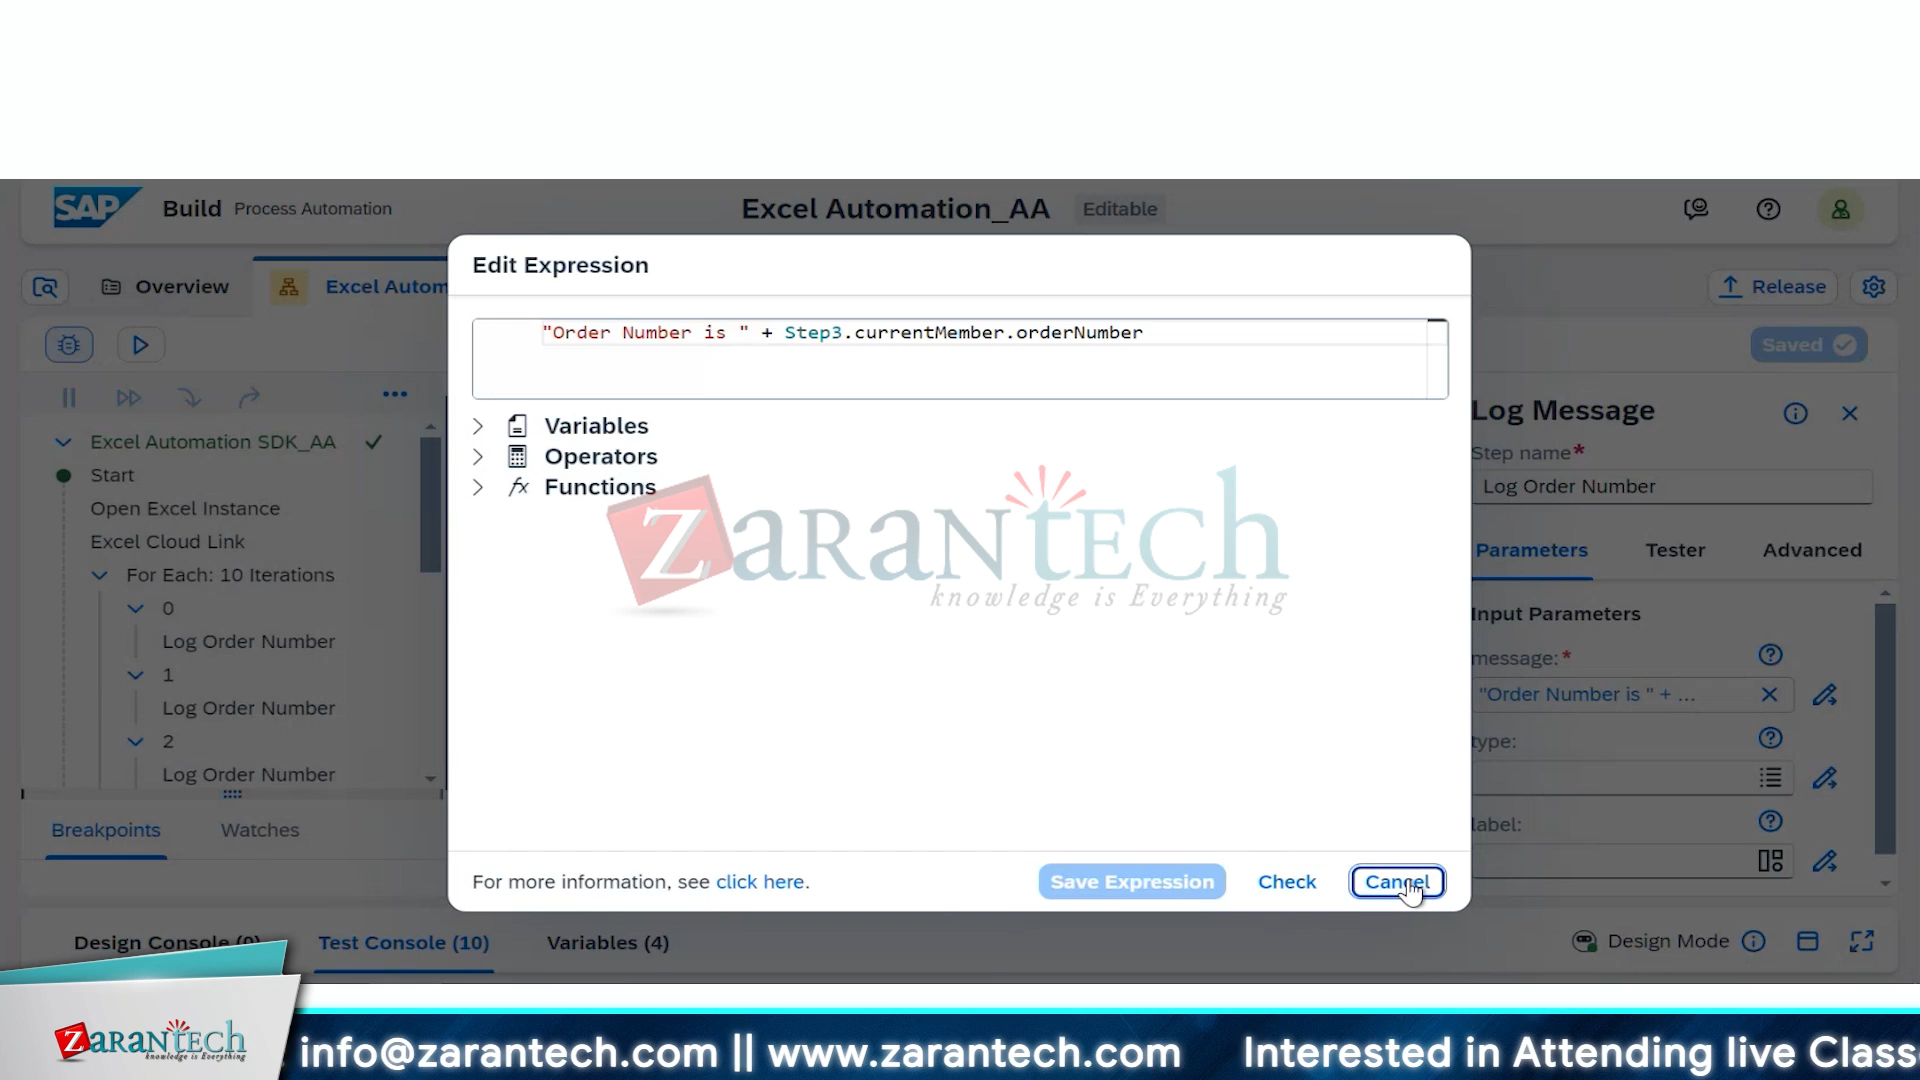 SAP Build Process Automation
Excel Automation_AA Editable
Overview
Excel Autom
Release
Saved
Edit Expression
"Order Number is " + Step3.currentMember.orderNumber
Variables
Operators
Functions
Excel Automation SDK_AA
Start
Open Excel Instance
Excel Cloud Link
For Each: 10 Iterations
0
Log Order Number
1
Log Order Number
2
Log Order Number
Breakpoints Watches
ZARANTECH
knowledge is Everything
For more information, see click here.
Save Expression Check Cancel
Log Message
Step name*
Log Order Number
Parameters Tester Advanced
Input Parameters
message:*
"Order Number is " + ...
type:
label:
Design Console (0) Test Console (10) Variables (4)
Design Mode
ZARANTECH
knowledge is Everything
info@zarantech.com || www.zarantech.com Interested in Attending live Class